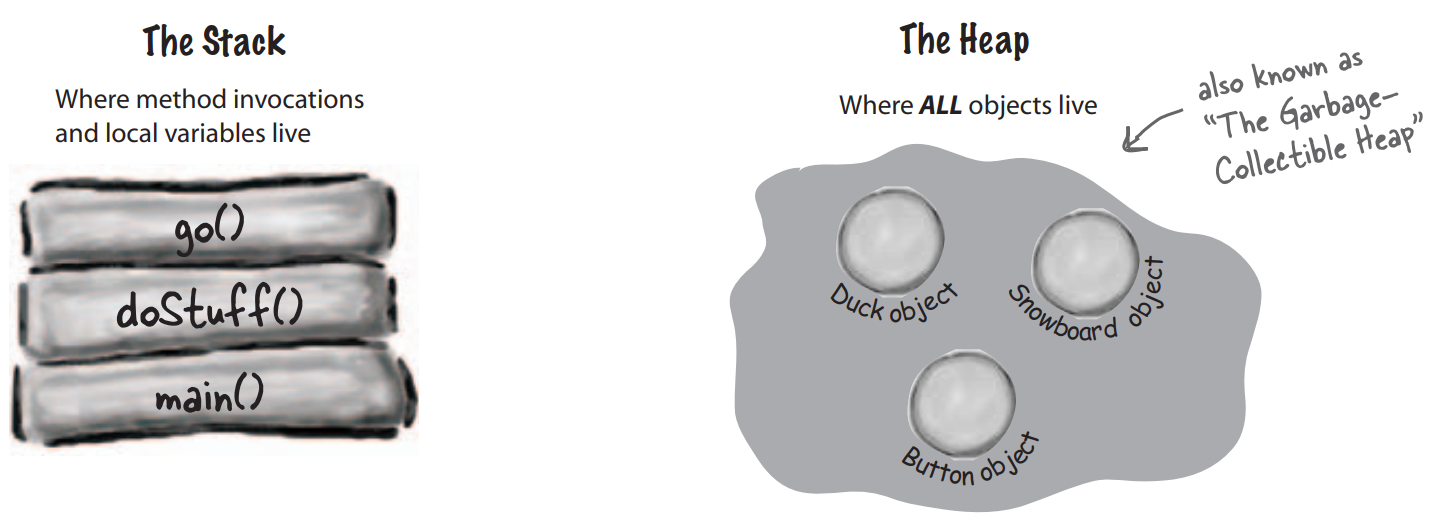 The Stack
Where method invocations
and local variables live
go()
doStuff()
main()
The Heap
Where ALL objects live
also known as
“The Garbage–
Collectible Heap”
Duck object
Snowboard object
Button object